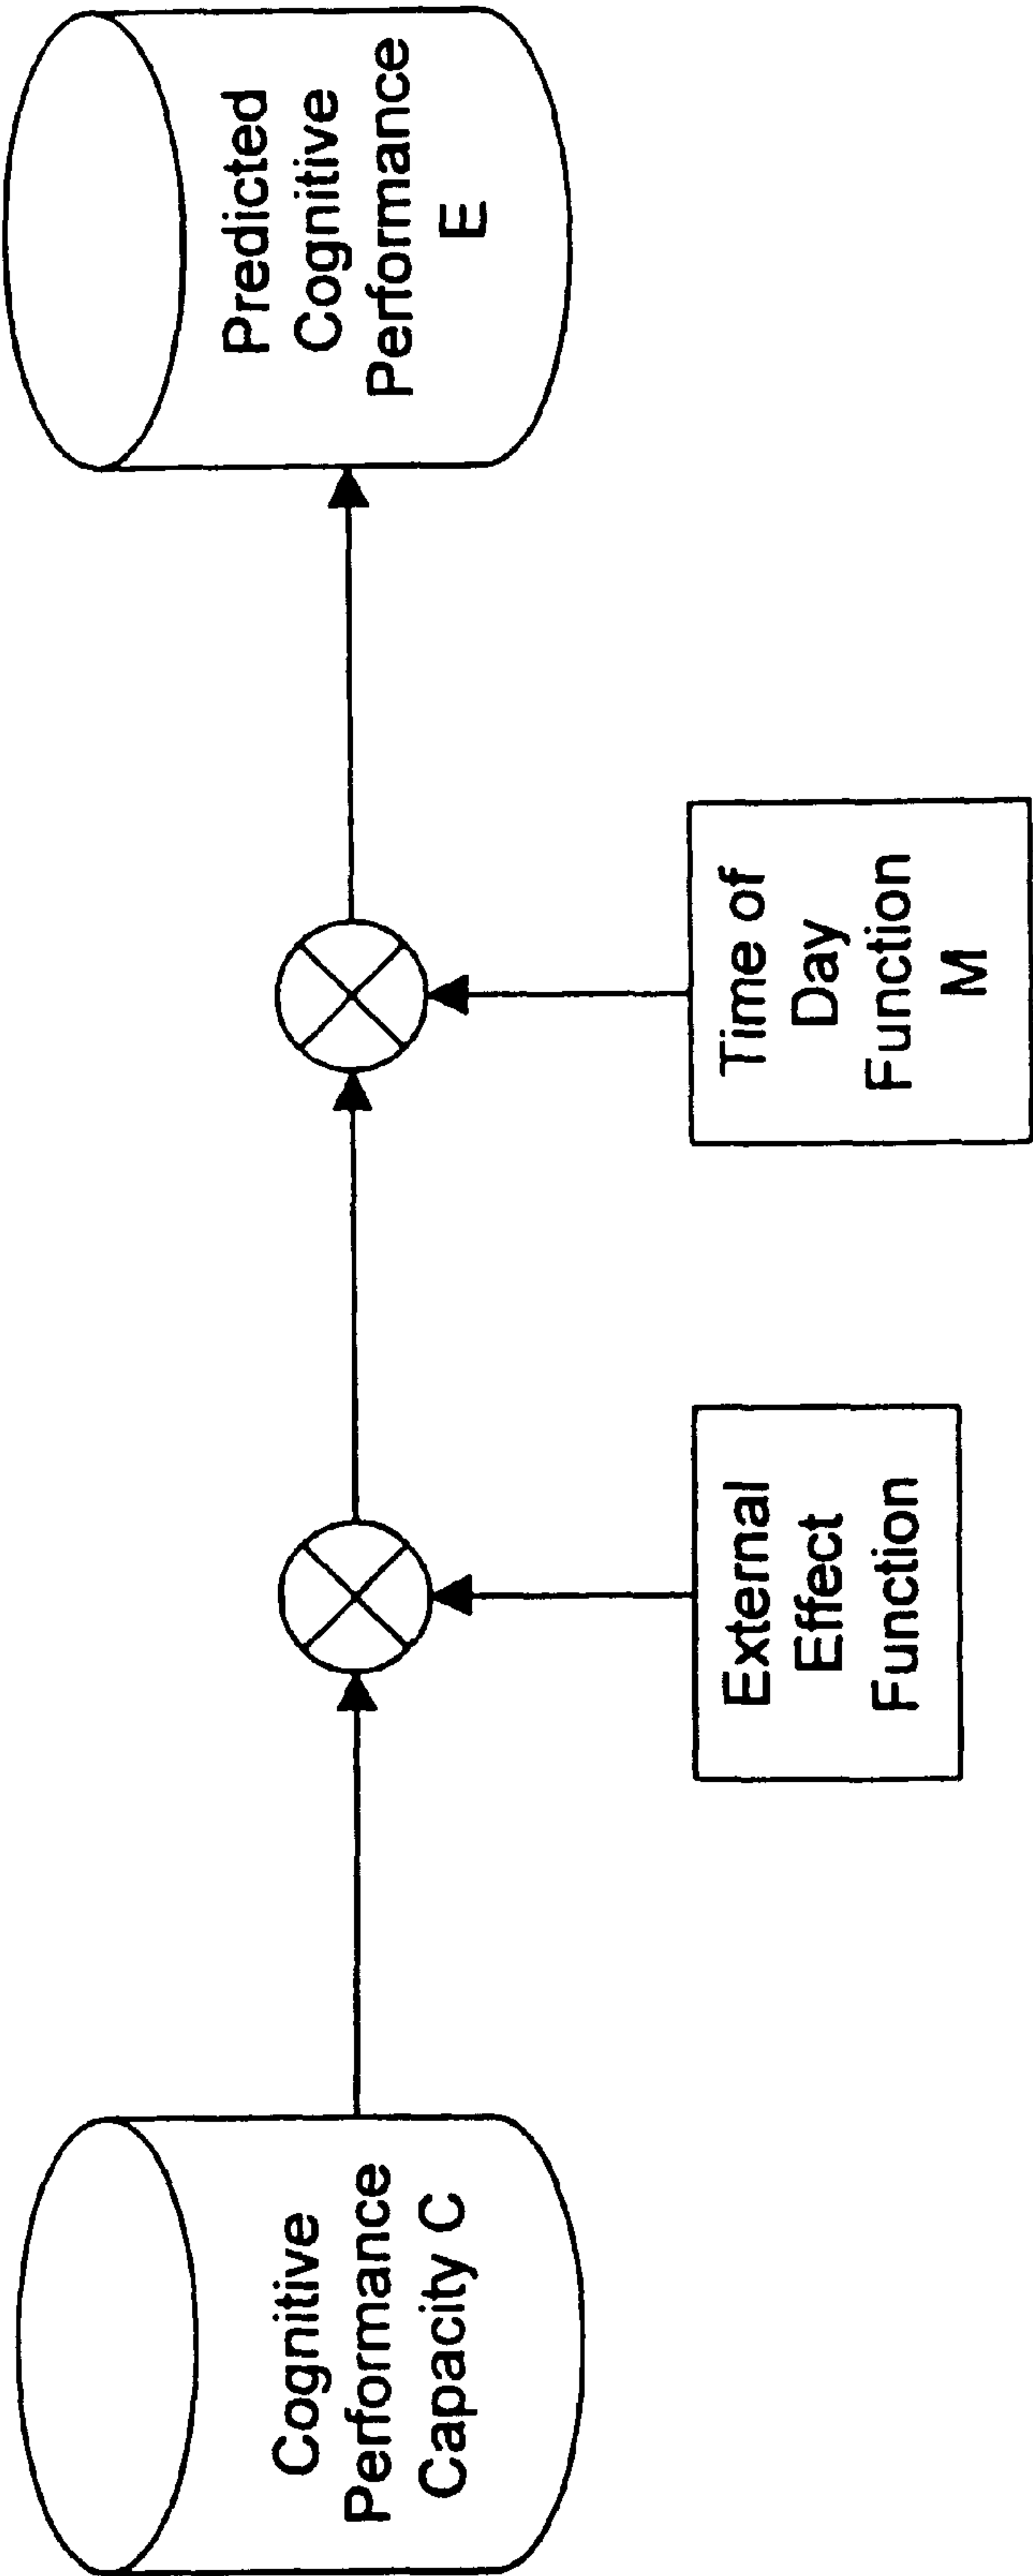 Cognitive
Performance
Capacity C
External
Effect
Function
Time of
Day
Function
M
Predicted
Cognitive
Performance
E